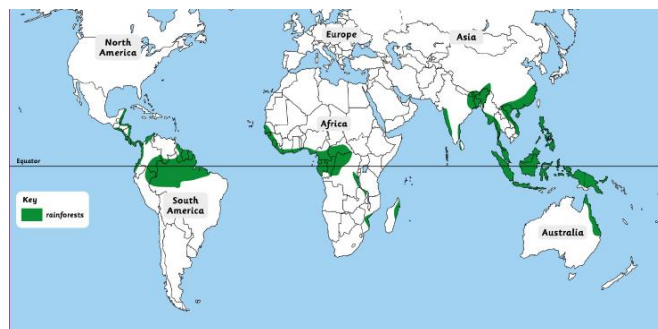 North
America
Europe
Asia
Africa
Equator
Key
rainforests
South
America
Australia